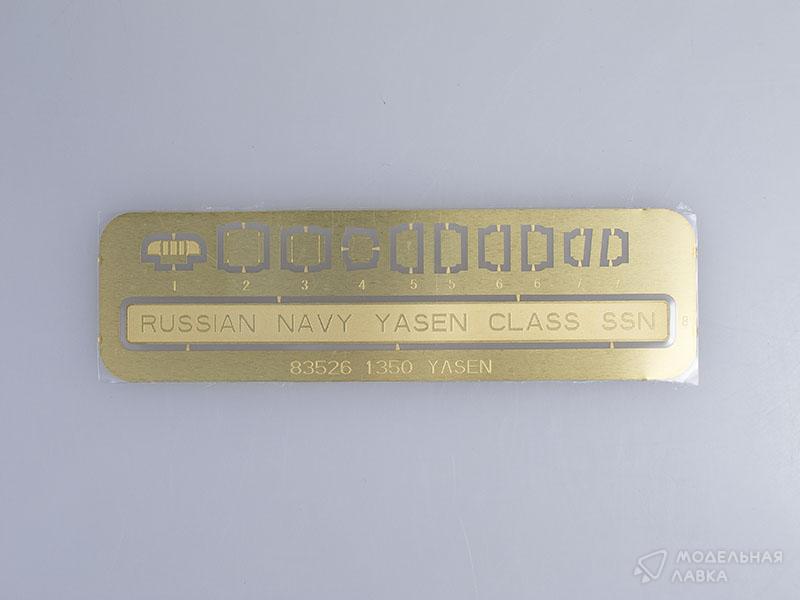 1 2 3 4 5 5 6 6 7 7
RUSSIAN NAVY YASEN CLASS SSN 8
83526 1350 YASEN
МОДЕЛЬНАЯ
ЛАВКА